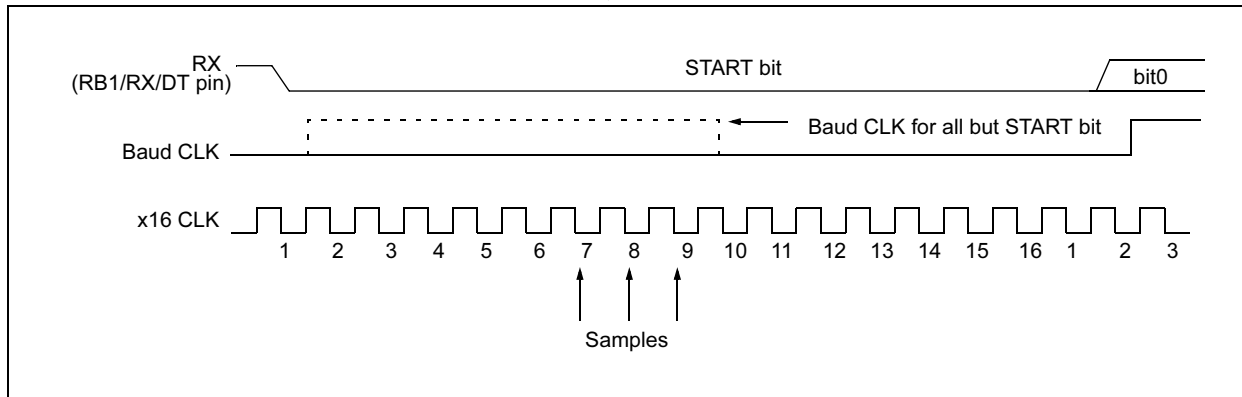 RX
(RB1/RX/DT pin)
START bit
bit0
Baud CLK for all but START bit
Baud CLK
x16 CLK
1 2 3 4 5 6 7 8 9 10 11 12 13 14 15 16 1 2 3
Samples